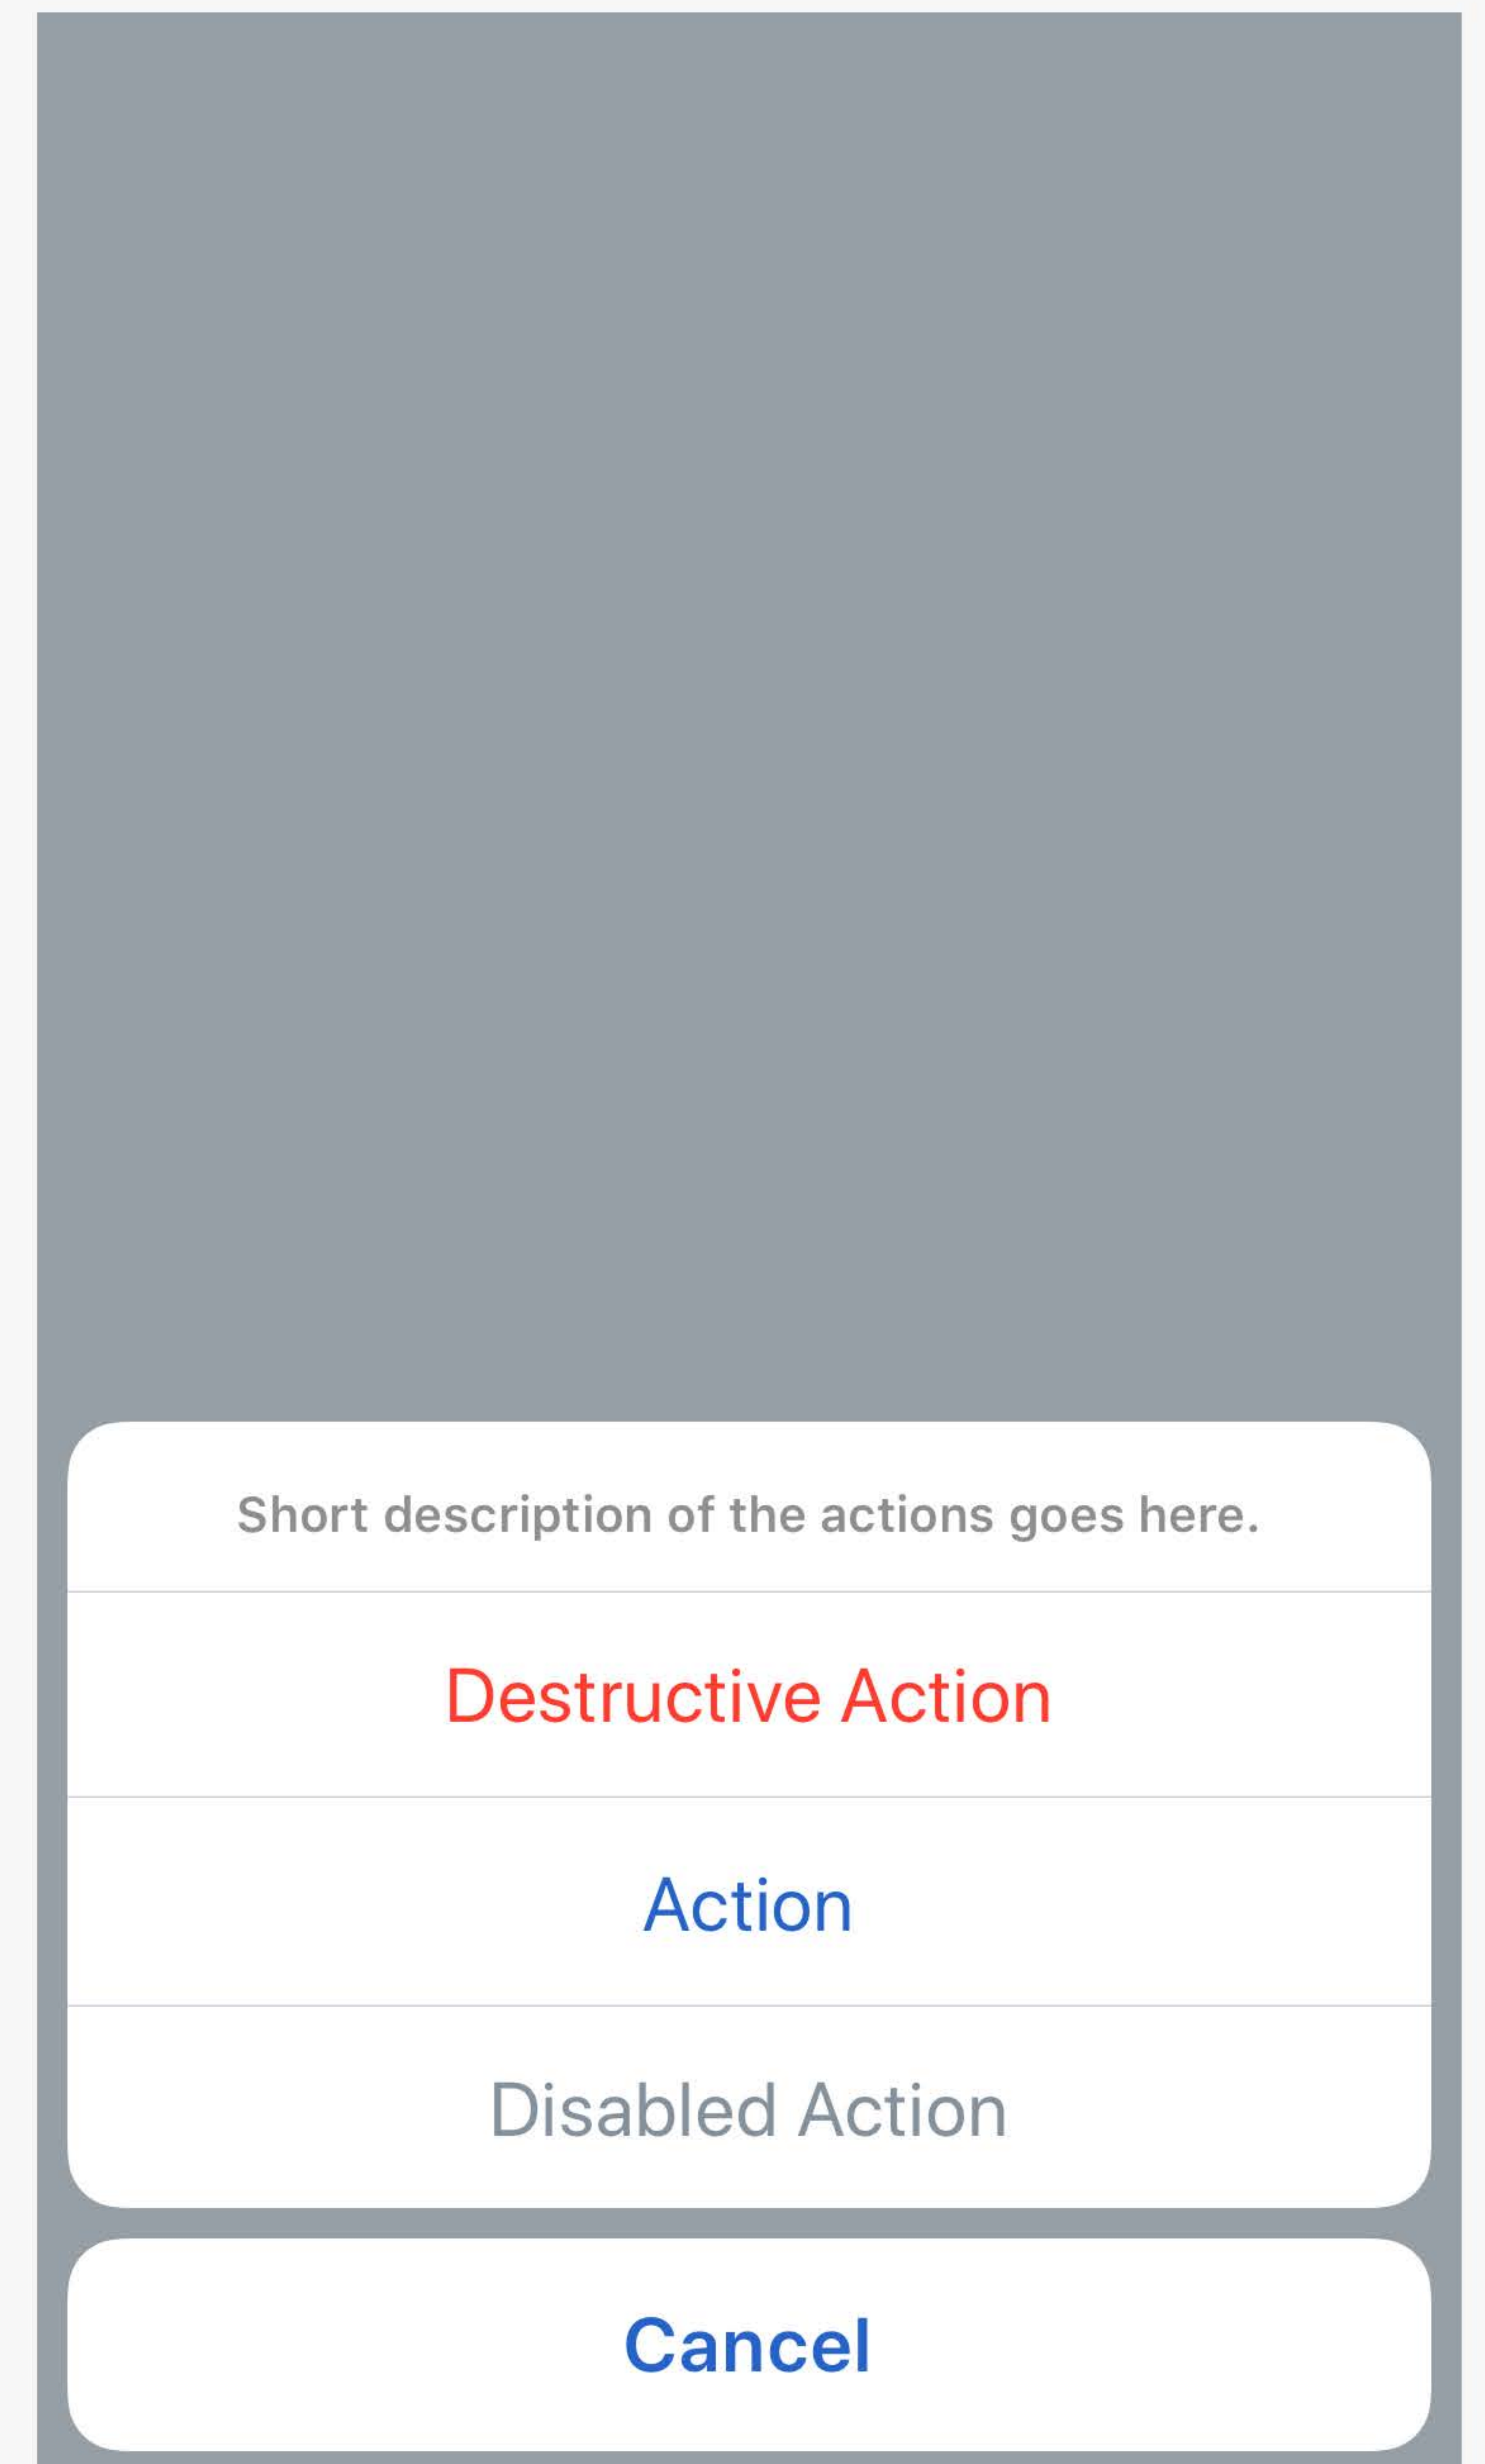 Short description of the actions goes here.
Destructive Action
Action
Disabled Action
Cancel